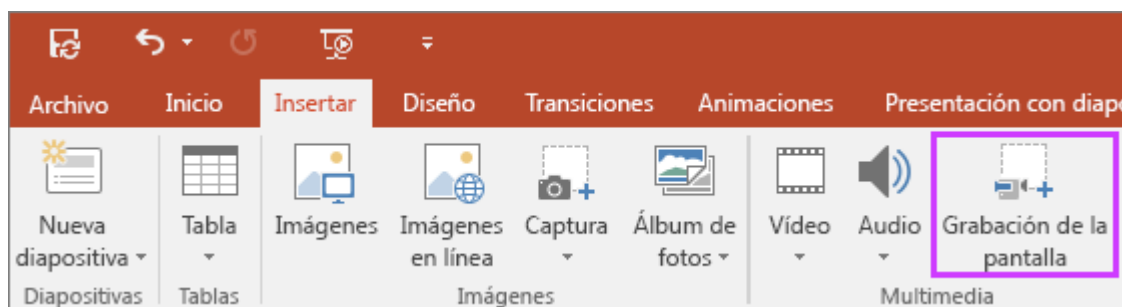 Archivo Inicio Insertar Diseño Transiciones Animaciones Presentación con diap
Nueva diapositiva
Tabla
Imágenes
Imágenes en línea
Captura
Álbum de fotos
Vídeo
Audio
Grabación de la pantalla
Diapositivas Tablas Imágenes Multimedia